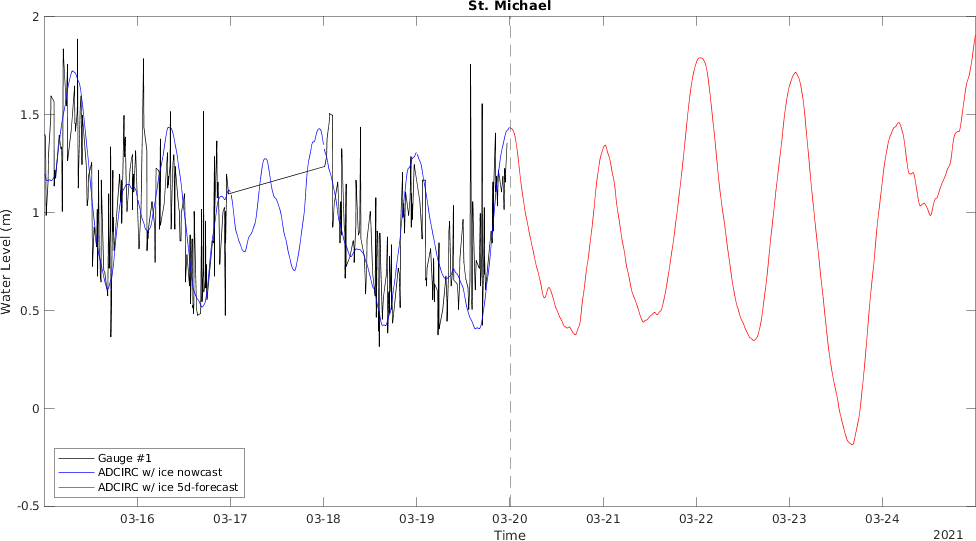 St. Michael
2
1.5
1
0.5
0
-0.5
Water Level (m)
Gauge #1
ADCIRC w/ ice nowcast
ADCIRC w/ ice 5d-forecast
03-16
03-17
03-18
03-19
03-20
03-21
03-22
03-23
03-24
Time
2021